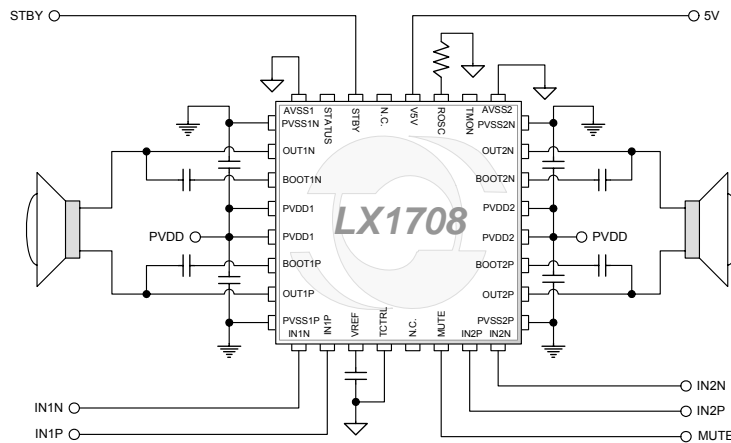 STBY
5V
AVSS1
STATUS
STBY
N.C.
V5V
ROSC
TMON
AVSS2
PVSS1N
PVSS2N
OUT1N
OUT2N
BOOT1N
BOOT2N
PVDD1
PVDD2
LX1708
PVDD
PVDD1
PVDD2
PVDD
BOOT1P
BOOT2P
OUT1P
OUT2P
PVSS1P
PVSS2P
IN1N
IN1P
VREF
TCTRL
N.C.
MUTE
IN2P
IN2N
IN2N
IN1N
IN2P
IN1P
MUTE